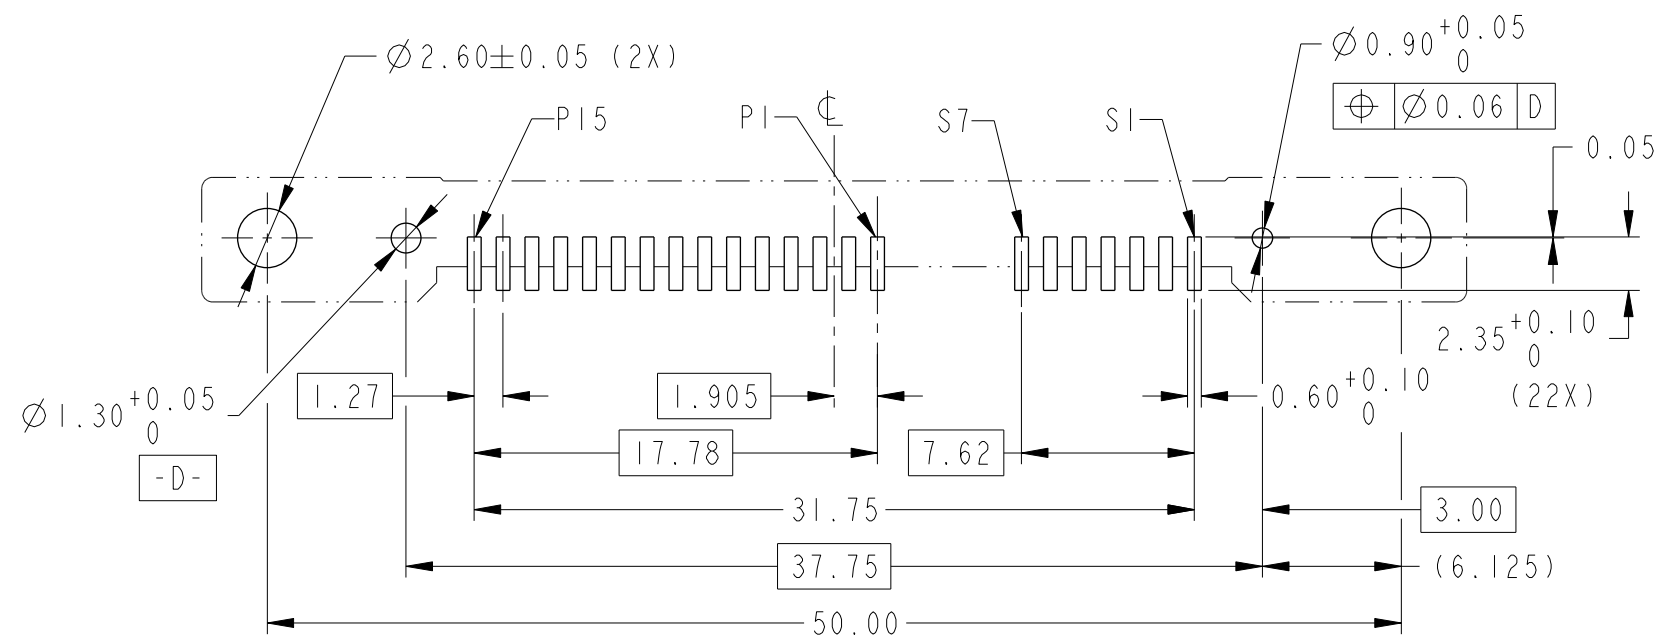 Ø2.60±0.05 (2X)
Ø0.90 +0.05
0
⌖ Ø0.06 D
P15
P1
℄
S7
S1
0.05
2.35 +0.10
0
(22X)
Ø1.30 +0.05
0
-D-
1.27
1.905
0.60 +0.10
0
17.78
7.62
31.75
3.00
37.75
(6.125)
50.00